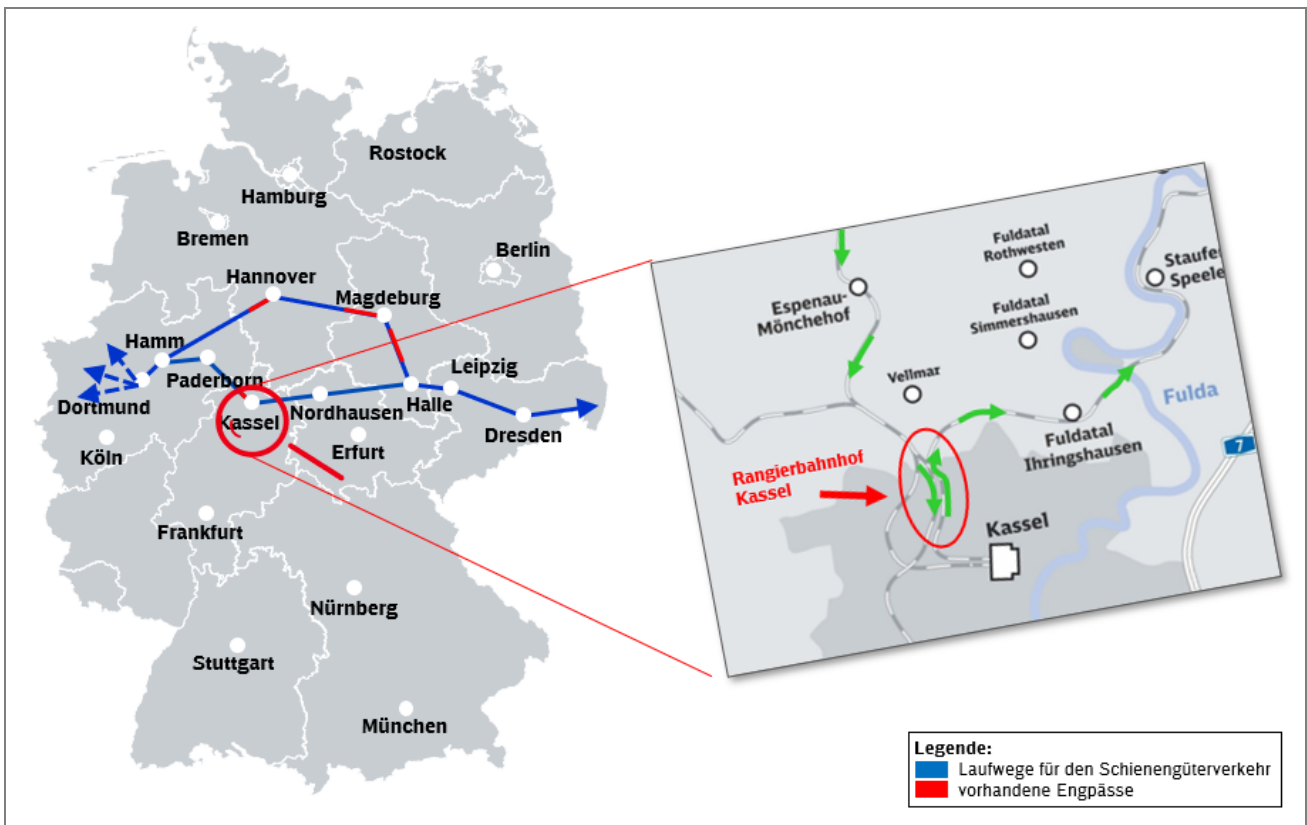 Rostock
Hamburg
Bremen
Berlin
Hannover
Magdeburg
Hamm
Paderborn
Leipzig
Dortmund
Kassel
Nordhausen
Halle
Dresden
Köln
Erfurt
Frankfurt
Nürnberg
Stuttgart
München
Fuldatal
Rothwesten
Staufe
Speele
Espenau-
Mönchehof
Fuldatal
Simmershausen
Vellmar
Fulda
Fuldatal
Ihringshausen
7
Rangierbahnhof
Kassel
Kassel
Legende:
Laufwege für den Schienengüterverkehr
vorhandene Engpässe